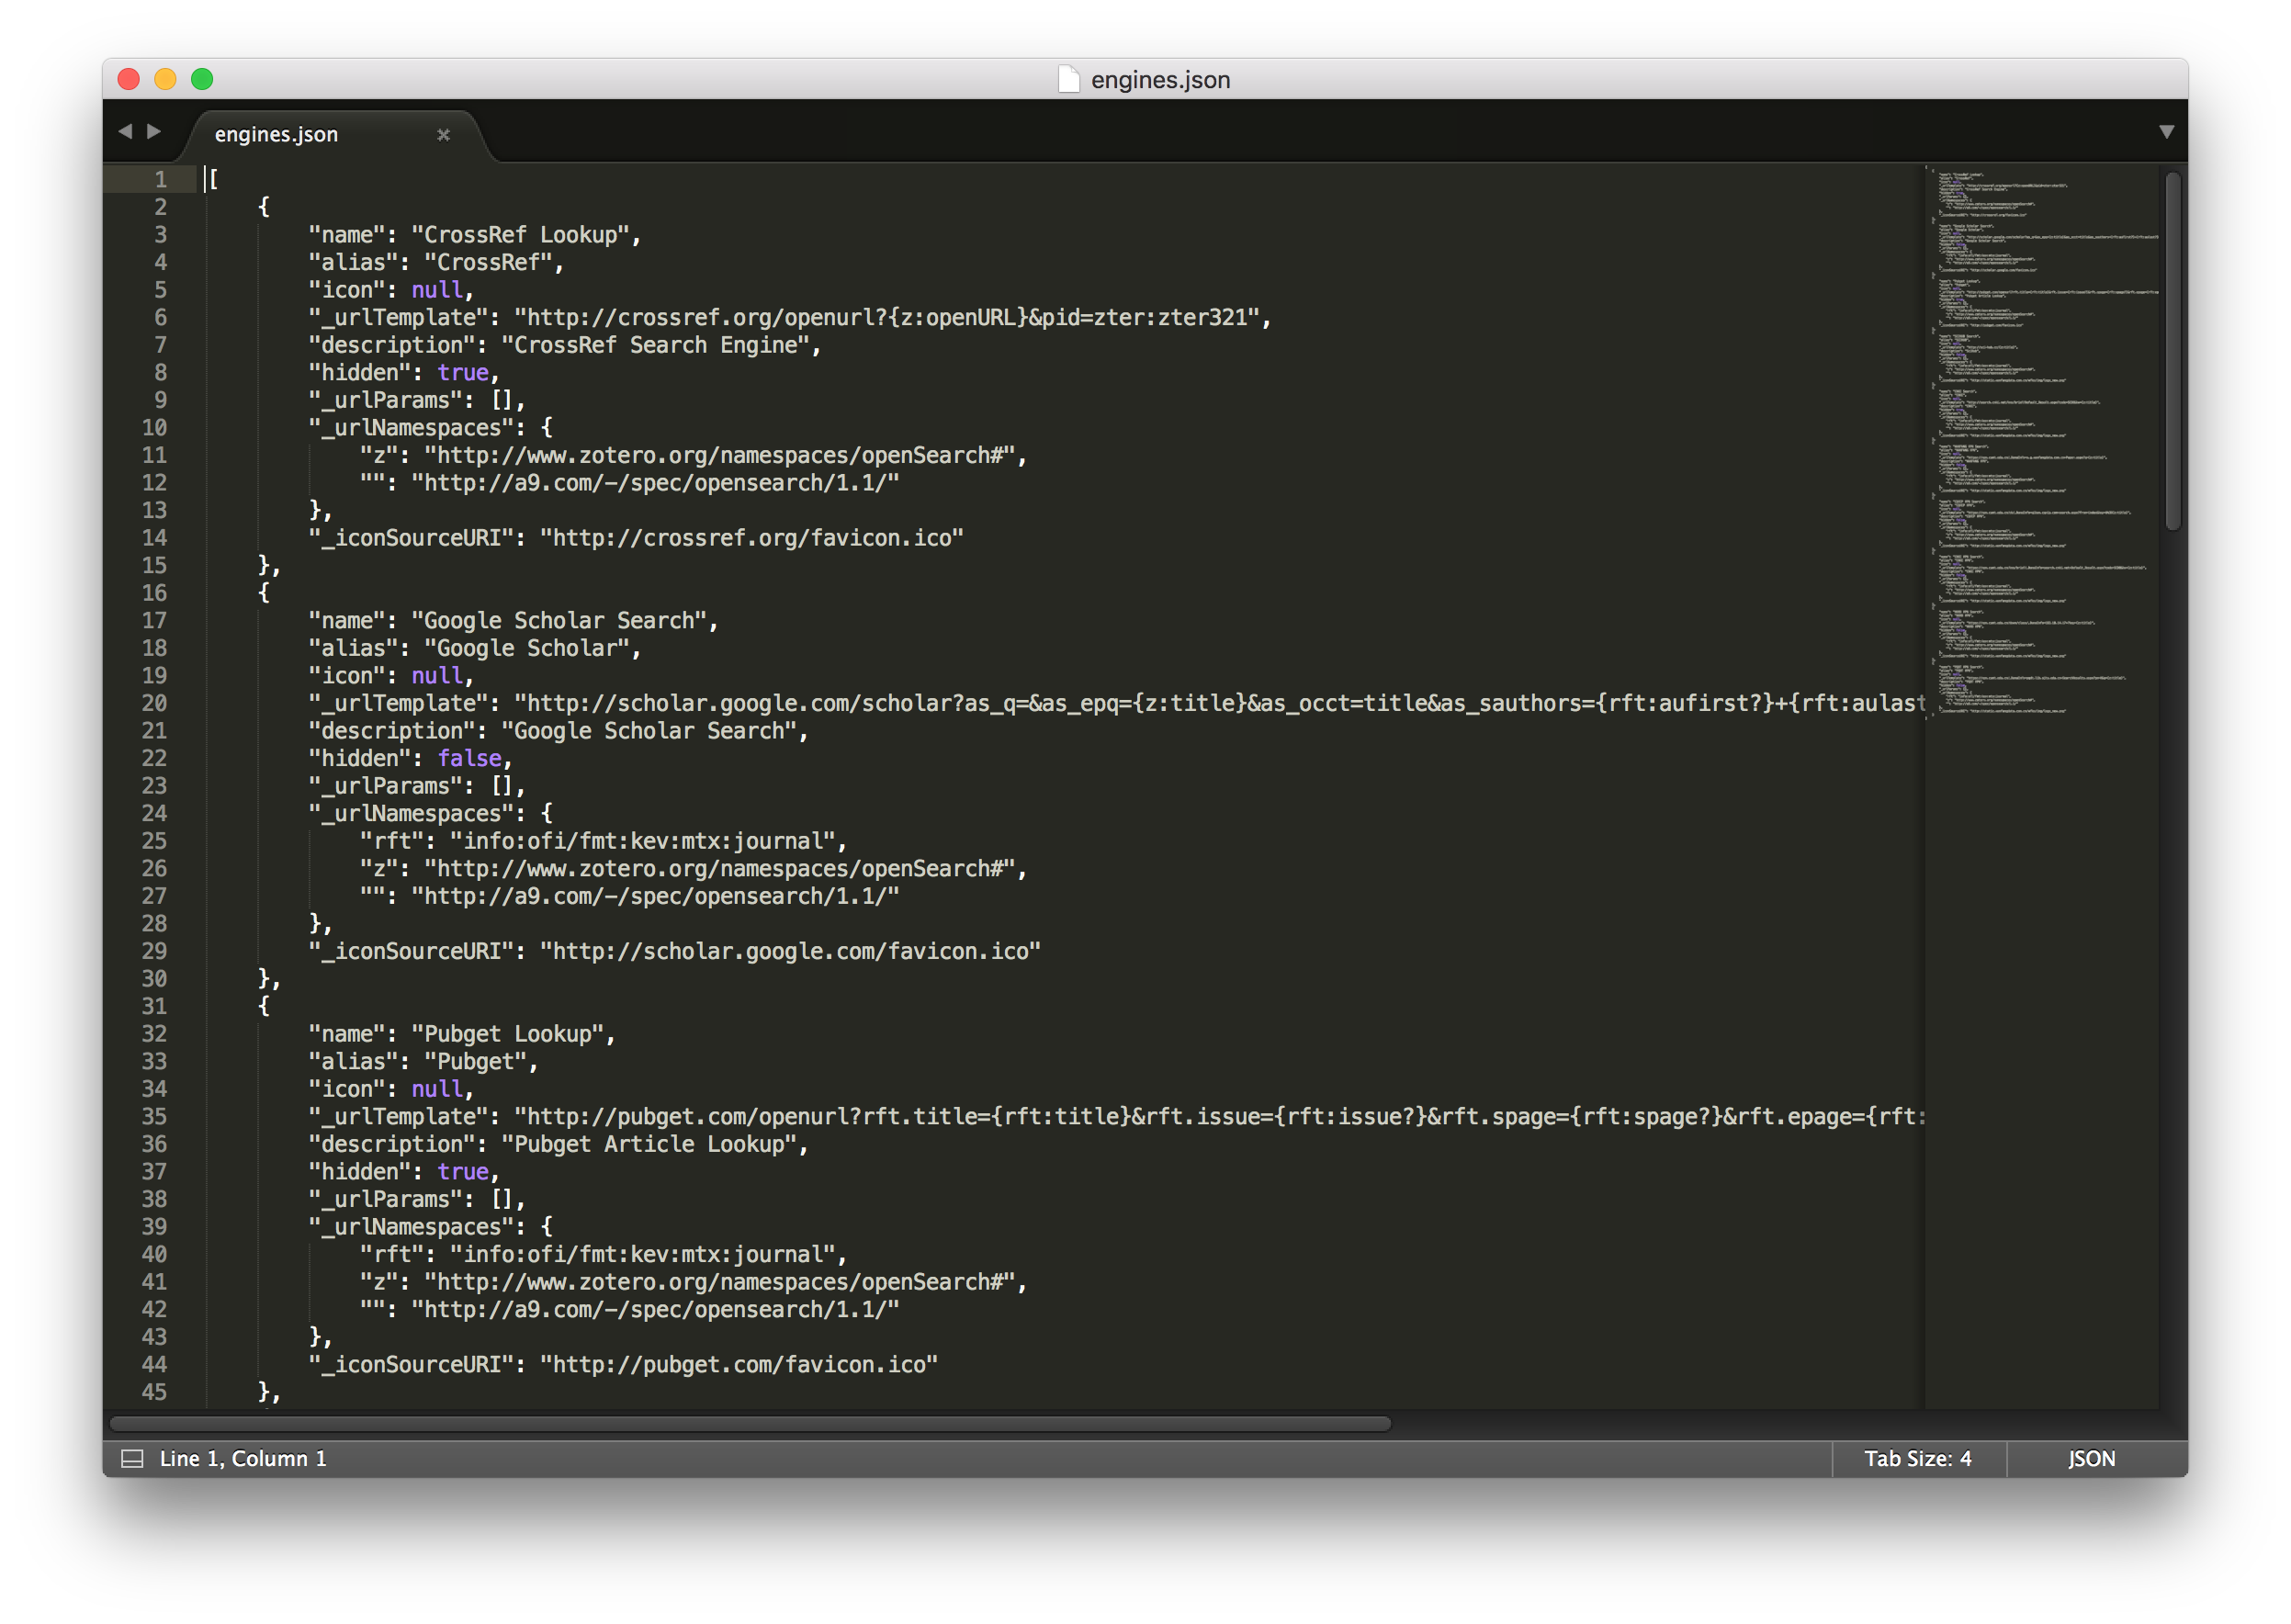 engines.json
engines.json
1 [
2     {
3         "name": "CrossRef Lookup",
4         "alias": "CrossRef",
5         "icon": null,
6         "_urlTemplate": "http://crossref.org/openurl?{z:openURL}&pid=zter:zter321",
7         "description": "CrossRef Search Engine",
8         "hidden": true,
9         "_urlParams": [],
10         "_urlNamespaces": {
11             "z": "http://www.zotero.org/namespaces/openSearch#",
12             "": "http://a9.com/-/spec/opensearch/1.1/"
13         },
14         "_iconSourceURI": "http://crossref.org/favicon.ico"
15     },
16     {
17         "name": "Google Scholar Search",
18         "alias": "Google Scholar",
19         "icon": null,
20         "_urlTemplate": "http://scholar.google.com/scholar?as_q=&as_epq={z:title}&as_occt=title&as_sauthors={rft:aufirst?}+{rft:aulast
21         "description": "Google Scholar Search",
22         "hidden": false,
23         "_urlParams": [],
24         "_urlNamespaces": {
25             "rft": "info:ofi/fmt:kev:mtx:journal",
26             "z": "http://www.zotero.org/namespaces/openSearch#",
27             "": "http://a9.com/-/spec/opensearch/1.1/"
28         },
29         "_iconSourceURI": "http://scholar.google.com/favicon.ico"
30     },
31     {
32         "name": "Pubget Lookup",
33         "alias": "Pubget",
34         "icon": null,
35         "_urlTemplate": "http://pubget.com/openurl?rft.title={rft:title}&rft.issue={rft:issue?}&rft.spage={rft:spage?}&rft.epage={rft:
36         "description": "Pubget Article Lookup",
37         "hidden": true,
38         "_urlParams": [],
39         "_urlNamespaces": {
40             "rft": "info:ofi/fmt:kev:mtx:journal",
41             "z": "http://www.zotero.org/namespaces/openSearch#",
42             "": "http://a9.com/-/spec/opensearch/1.1/"
43         },
44         "_iconSourceURI": "http://pubget.com/favicon.ico"
45     },
Line 1, Column 1
Tab Size: 4
JSON